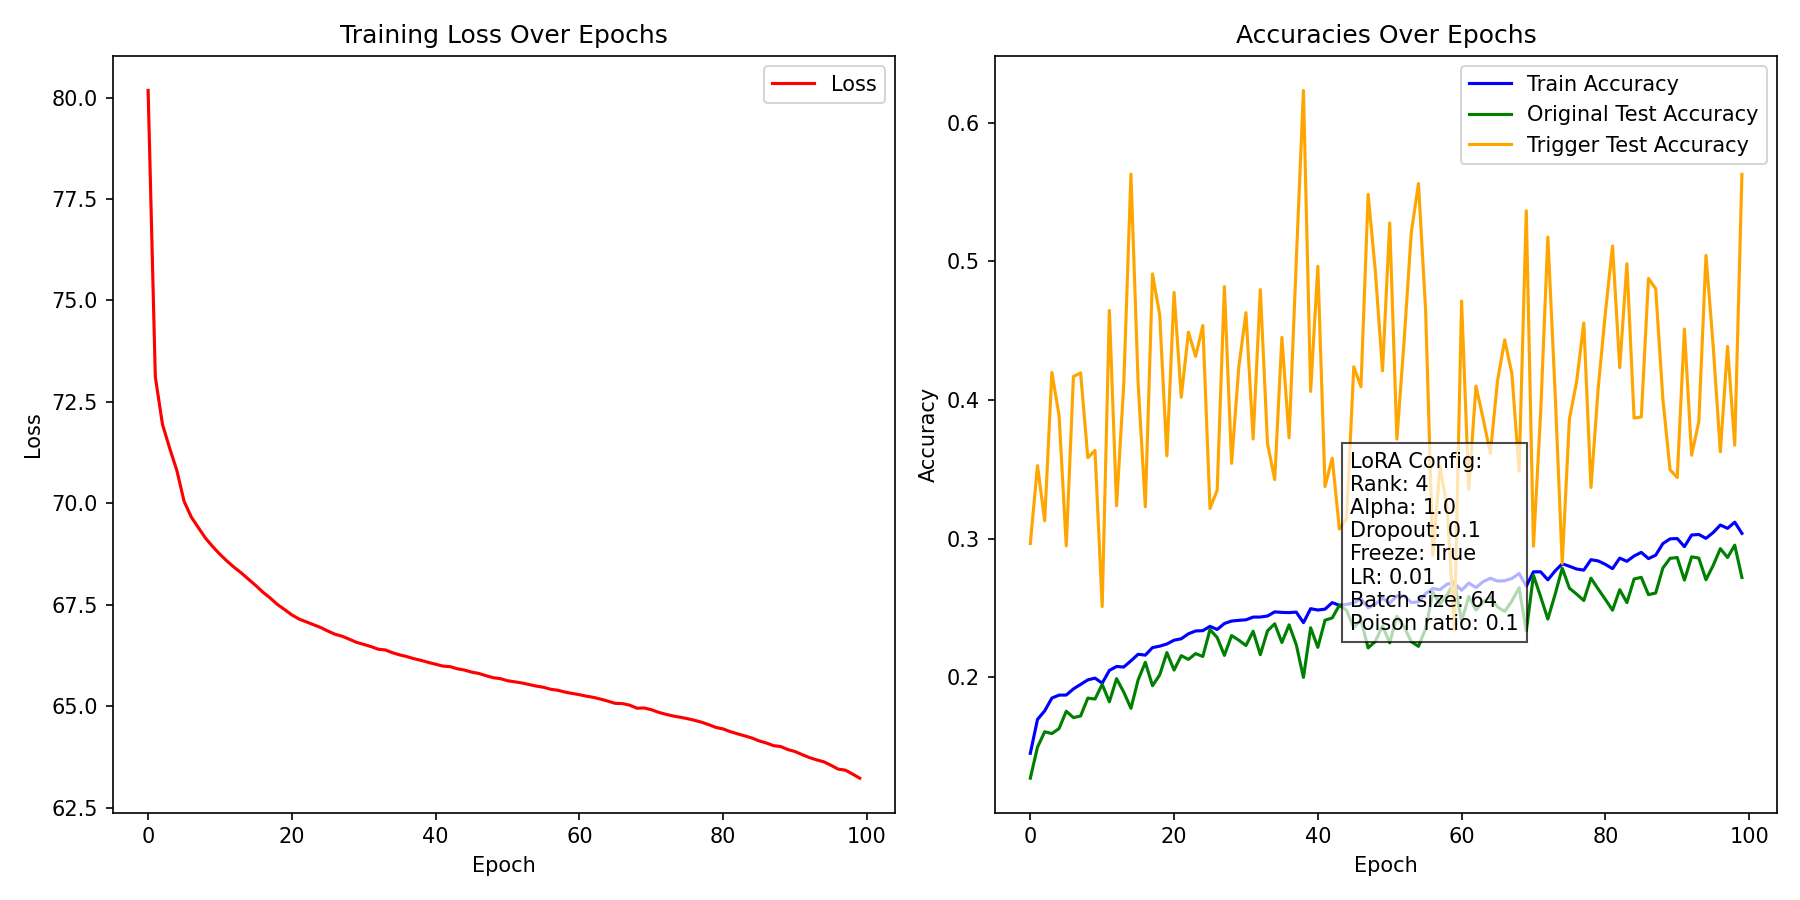 Training Loss Over Epochs
Loss
80.0
77.5
75.0
72.5
70.0
67.5
65.0
62.5
Loss
0
20
40
60
80
100
Epoch
Accuracies Over Epochs
Train Accuracy
Original Test Accuracy
Trigger Test Accuracy
0.6
0.5
0.4
0.3
0.2
Accuracy
LoRA Config:
Rank: 4
Alpha: 1.0
Dropout: 0.1
Freeze: True
LR: 0.01
Batch size: 64
Poison ratio: 0.1
0
20
40
60
80
100
Epoch